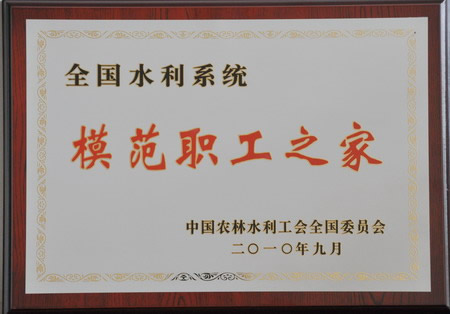 全国水利系统
模范职工之家
中国农林水利工会全国委员会
二〇一〇年九月